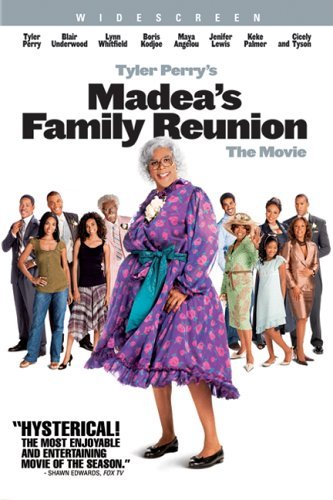 WIDESCREEN
Tyler Perry Blair Underwood Lynn Whitfield Boris Kodjoe Maya Angelou Jenifer Lewis Keke Palmer Cicely and Tyson
Tyler Perry's
Madea's
Family Reunion
The Movie
"HYSTERICAL!
THE MOST ENJOYABLE
AND ENTERTAINING
MOVIE OF THE SEASON."
– SHAWN EDWARDS, FOX TV